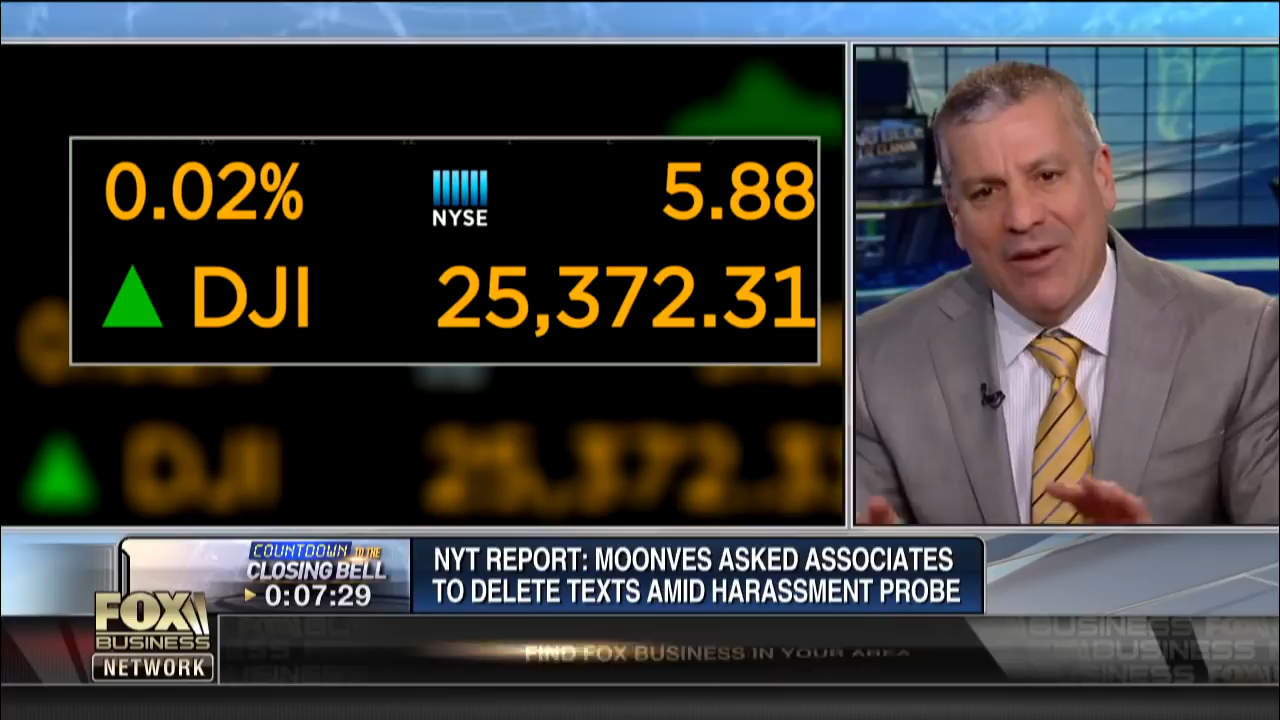 0.02%
NYSE
5.88
DJI
25,372.31
DJI
COUNTDOWN TO THE
CLOSING BELL
0:07:29
NYT REPORT: MOONVES ASKED ASSOCIATES
TO DELETE TEXTS AMID HARASSMENT PROBE
FOX
BUSINESS
NETWORK
FIND FOX BUSINESS IN YOUR AREA